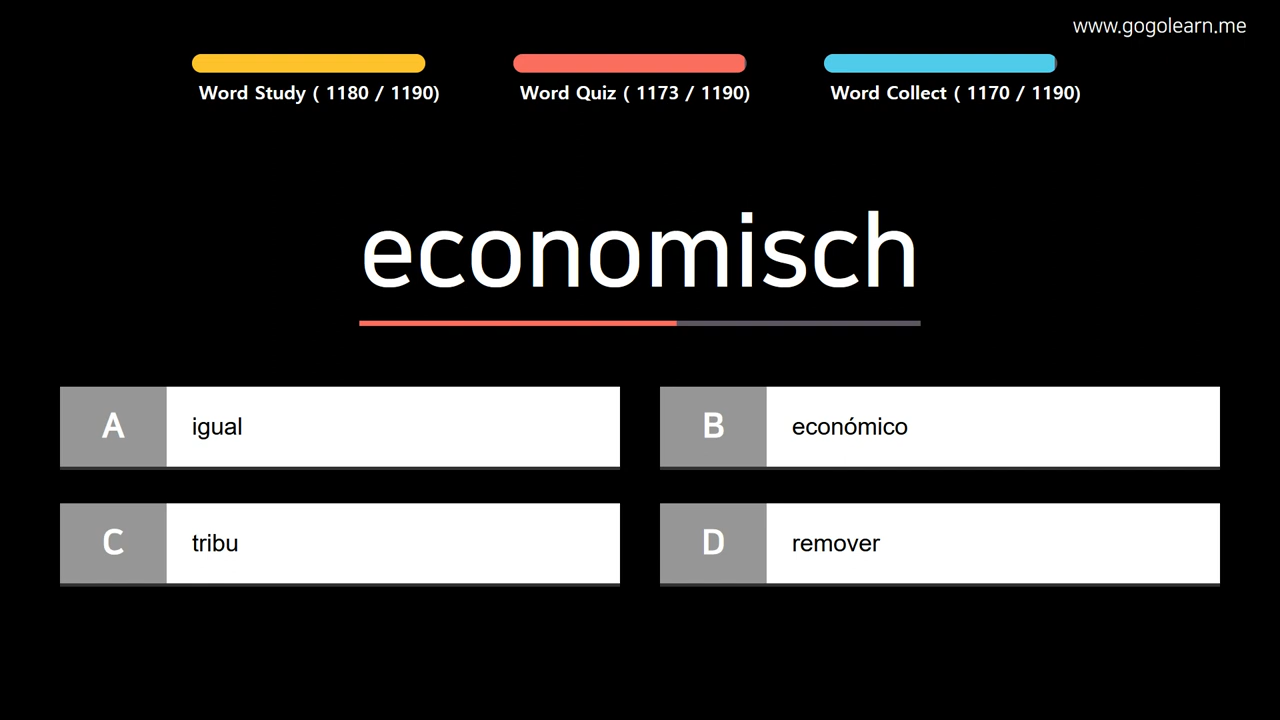 www.gogolearn.me
Word Study ( 1180 / 1190)
Word Quiz ( 1173 / 1190)
Word Collect ( 1170 / 1190)
economisch
A igual
B económico
C tribu
D remover